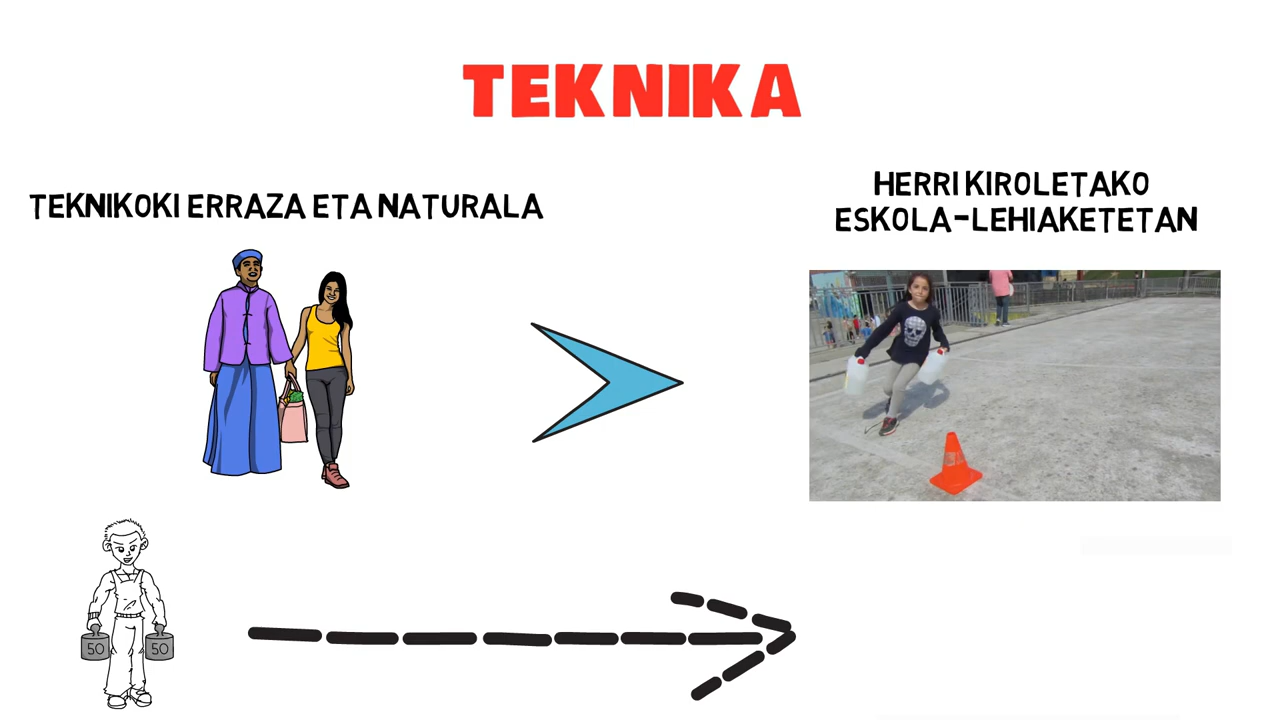 TEKNIKA
TEKNIKOKI ERRAZA ETA NATURALA
HERRI KIROLETAKO
ESKOLA-LEHIAKETETAN
50
50